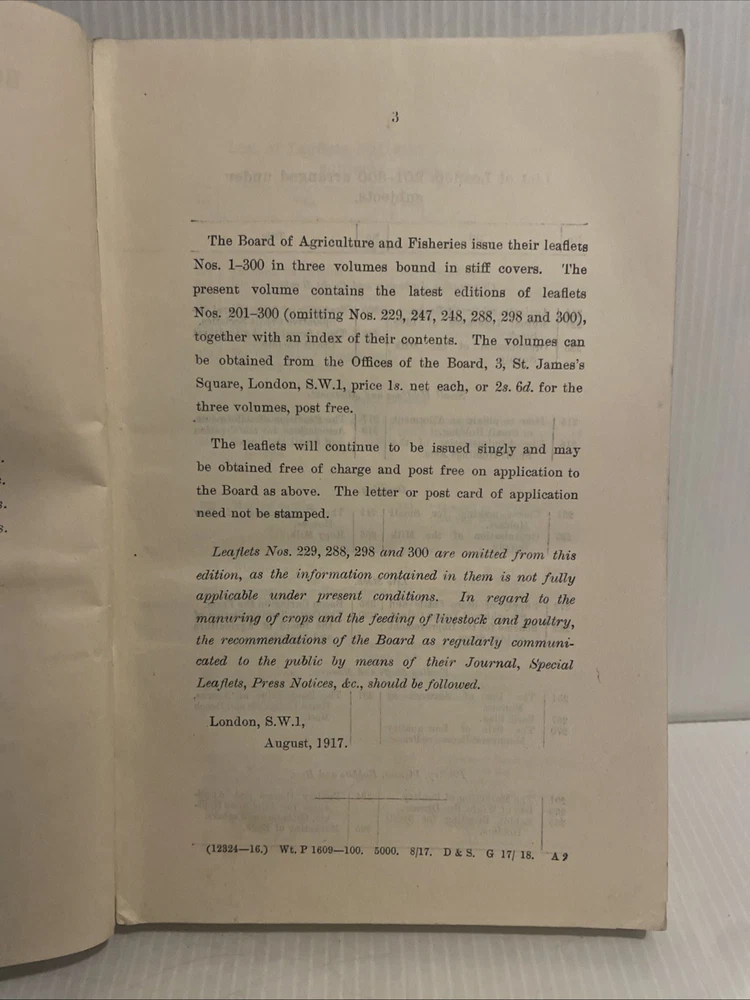 3
The Board of Agriculture and Fisheries issue their leaflets
Nos. 1–300 in three volumes bound in stiff covers. The
present volume contains the latest editions of leaflets
Nos. 201–300 (omitting Nos. 229, 247, 248, 288, 298 and 300),
together with an index of their contents. The volumes can
be obtained from the Offices of the Board, 3, St. James's
Square, London, S.W.1, price 1s. net each, or 2s. 6d. for the
three volumes, post free.
The leaflets will continue to be issued singly and may
be obtained free of charge and post free on application to
the Board as above. The letter or post card of application
need not be stamped.
Leaflets Nos. 229, 288, 298 and 300 are omitted from this
edition, as the information contained in them is not fully
applicable under present conditions. In regard to the
manuring of crops and the feeding of livestock and poultry,
the recommendations of the Board as regularly communi-
cated to the public by means of their Journal, Special
Leaflets, Press Notices, &c., should be followed.
London, S.W.1,
August, 1917.
(12324—16.) Wt. P 1609—100. 5000. 8/17. D & S. G 17/18. A 2